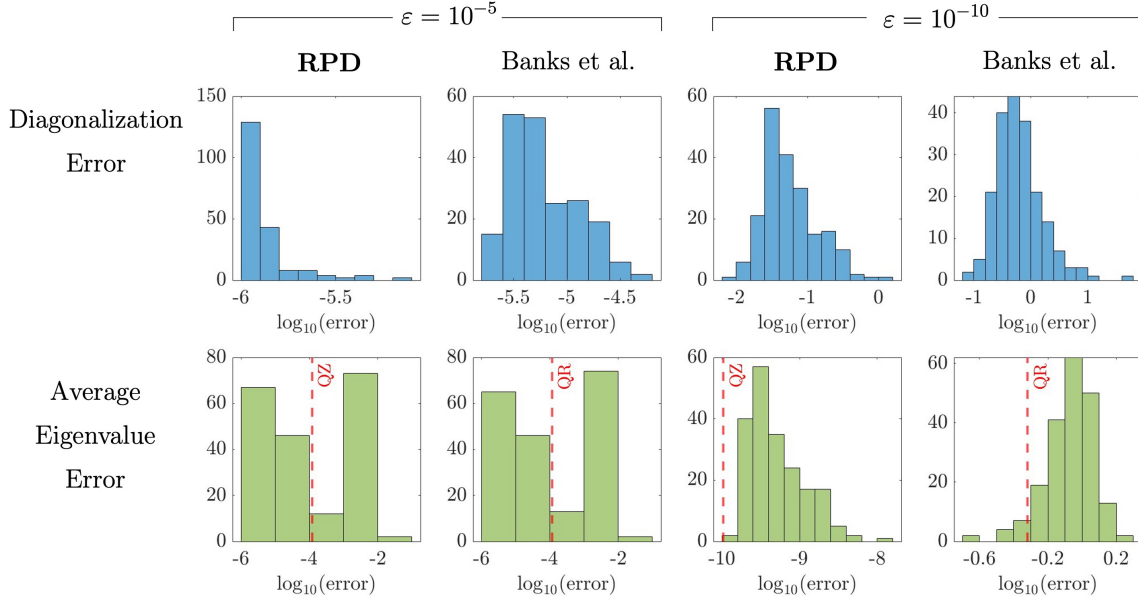 ε = 10⁻⁵
ε = 10⁻¹⁰
RPD
Banks et al.
RPD
Banks et al.
Diagonalization
Error
150
100
50
0
-6
-5.5
log₁₀(error)
60
40
20
0
-5.5
-5
-4.5
log₁₀(error)
60
40
20
0
-2
-1
0
log₁₀(error)
40
20
0
-1
0
1
log₁₀(error)
Average
Eigenvalue
Error
80
60
40
20
0
QZ
-6
-4
-2
log₁₀(error)
80
60
40
20
0
QR
-6
-4
-2
log₁₀(error)
60
40
20
0
QZ
-10
-9
-8
log₁₀(error)
60
40
20
0
QR
-0.6
-0.2
0.2
log₁₀(error)